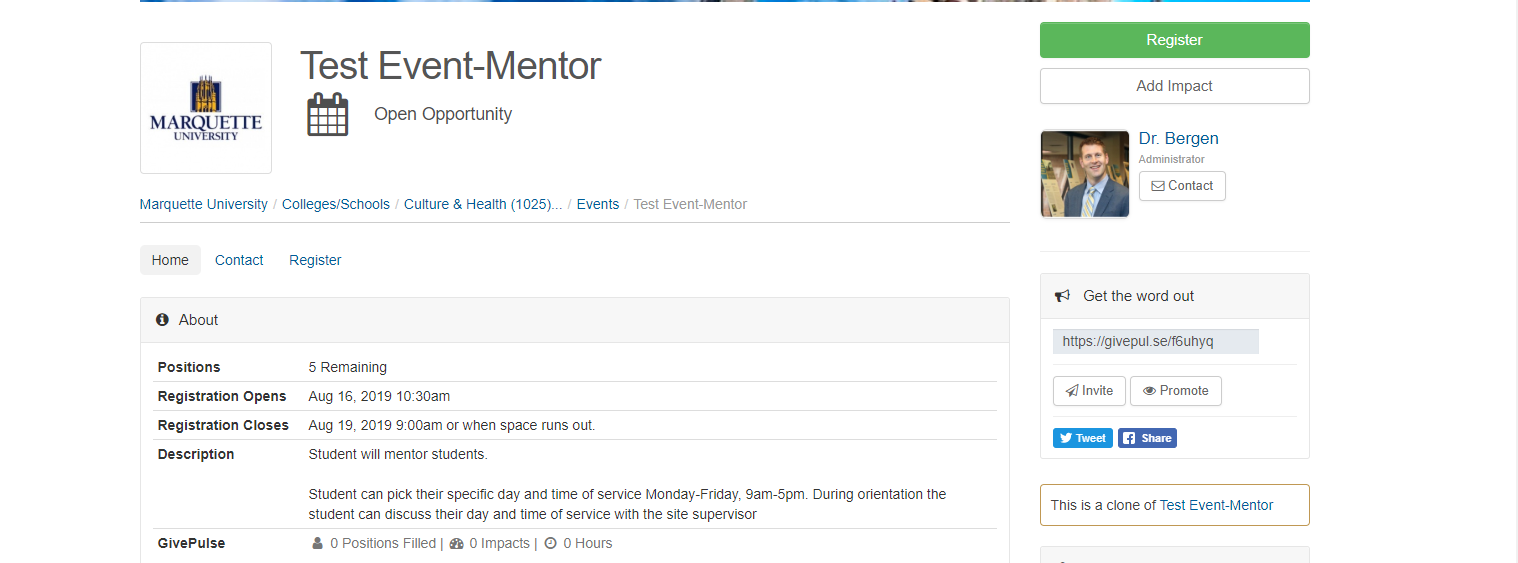 MARQUETTE
UNIVERSITY
Test Event-Mentor
Open Opportunity
Marquette University / Colleges/Schools / Culture & Health (1025)... / Events / Test Event-Mentor
Home Contact Register
About
Positions 5 Remaining
Registration Opens Aug 16, 2019 10:30am
Registration Closes Aug 19, 2019 9:00am or when space runs out.
Description Student will mentor students.
Student can pick their specific day and time of service Monday-Friday, 9am-5pm. During orientation the
student can discuss their day and time of service with the site supervisor
GivePulse 0 Positions Filled | 0 Impacts | 0 Hours
Register
Add Impact
Dr. Bergen
Administrator
Contact
Get the word out
https://givepul.se/f6uhyq
Invite Promote
Tweet Share
This is a clone of Test Event-Mentor